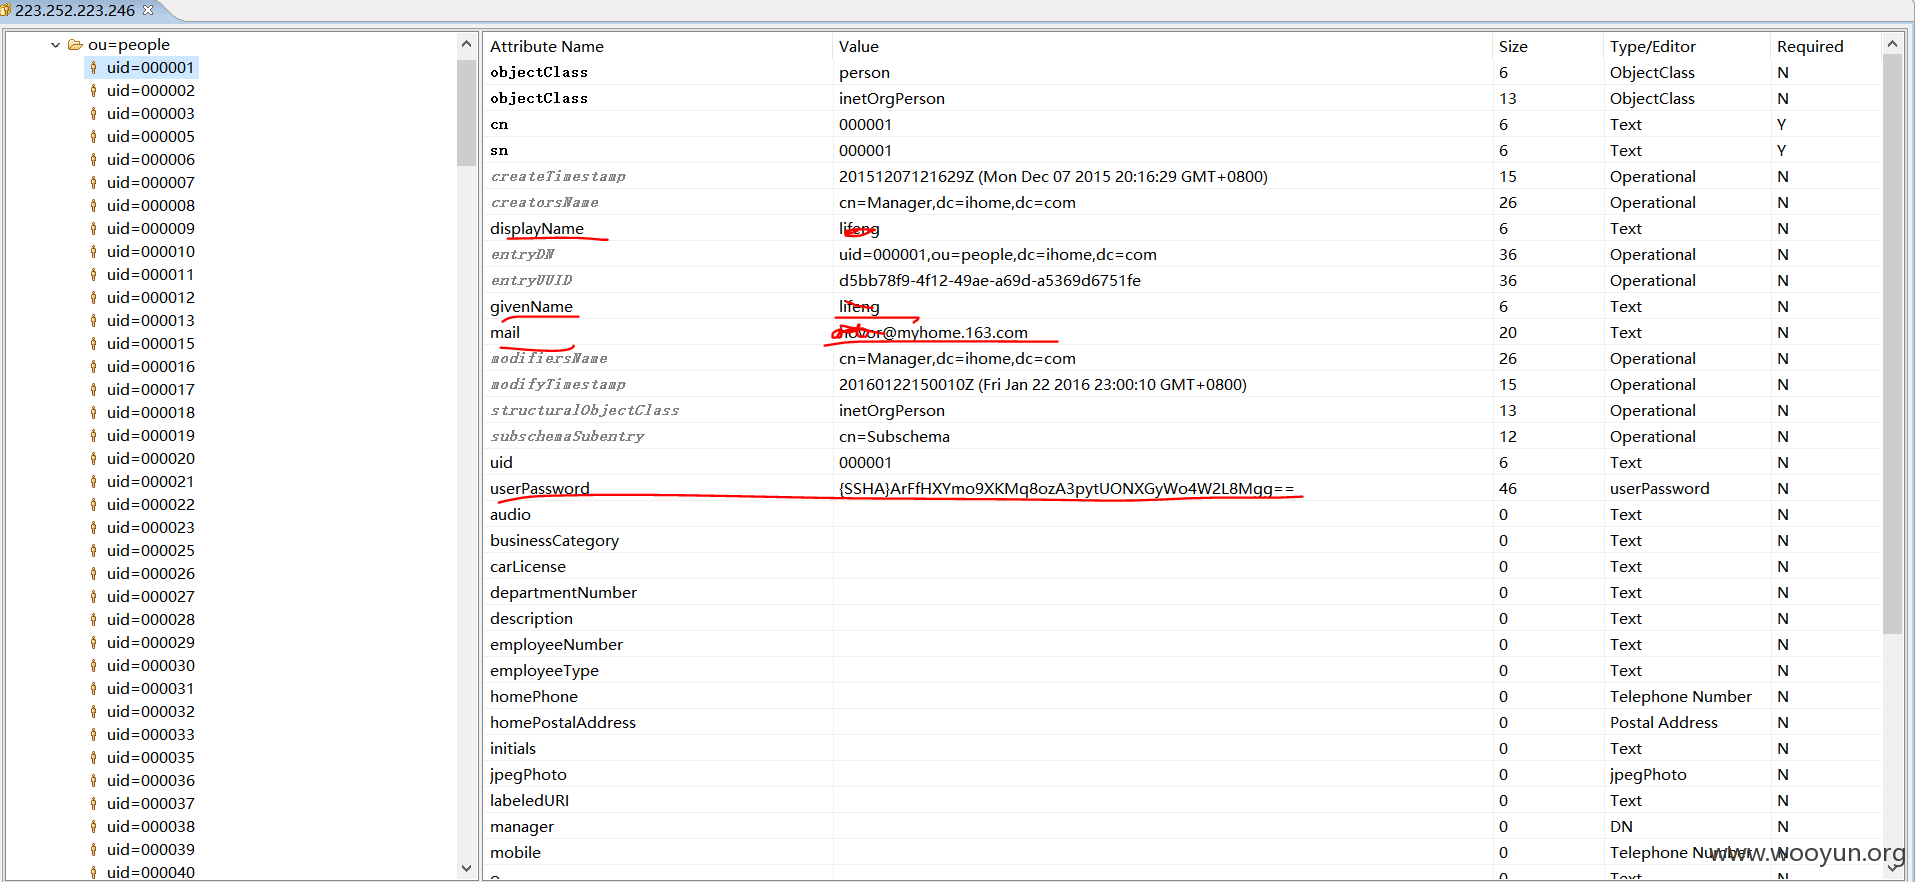 223.252.223.246
ou=people
uid=000001
uid=000002
uid=000003
uid=000005
uid=000006
uid=000007
uid=000008
uid=000009
uid=000010
uid=000011
uid=000012
uid=000013
uid=000015
uid=000016
uid=000017
uid=000018
uid=000019
uid=000020
uid=000021
uid=000022
uid=000023
uid=000025
uid=000026
uid=000027
uid=000028
uid=000029
uid=000030
uid=000031
uid=000032
uid=000033
uid=000035
uid=000036
uid=000037
uid=000038
uid=000039
uid=000040
Attribute Name Value Size Type/Editor Required
objectClass person 6 ObjectClass N
objectClass inetOrgPerson 13 ObjectClass N
cn 000001 6 Text Y
sn 000001 6 Text Y
createTimestamp 20151207121629Z (Mon Dec 07 2015 20:16:29 GMT+0800) 15 Operational N
creatorsName cn=Manager,dc=ihome,dc=com 26 Operational N
displayName 6 Text N
entryDN uid=000001,ou=people,dc=ihome,dc=com 36 Operational N
entryUUID d5bb78f9-4f12-49ae-a69d-a5369d6751fe 36 Operational N
givenName lifeng 6 Text N
mail @myhome.163.com 20 Text N
modifiersName cn=Manager,dc=ihome,dc=com 26 Operational N
modifyTimestamp 20160122150010Z (Fri Jan 22 2016 23:00:10 GMT+0800) 15 Operational N
structuralObjectClass inetOrgPerson 13 Operational N
subschemaSubentry cn=Subschema 12 Operational N
uid 000001 6 Text N
userPassword {SSHA}ArFfHXYmo9XKMq8ozA3pytUONXGyWo4W2L8Mgg== 46 userPassword N
audio 0 Text N
businessCategory 0 Text N
carLicense 0 Text N
departmentNumber 0 Text N
description 0 Text N
employeeNumber 0 Text N
employeeType 0 Text N
homePhone 0 Telephone Number N
homePostalAddress 0 Postal Address N
initials 0 Text N
jpegPhoto 0 jpegPhoto N
labeledURI 0 Text N
manager 0 DN N
mobile 0 Telephone Number N
www.wooyun.org